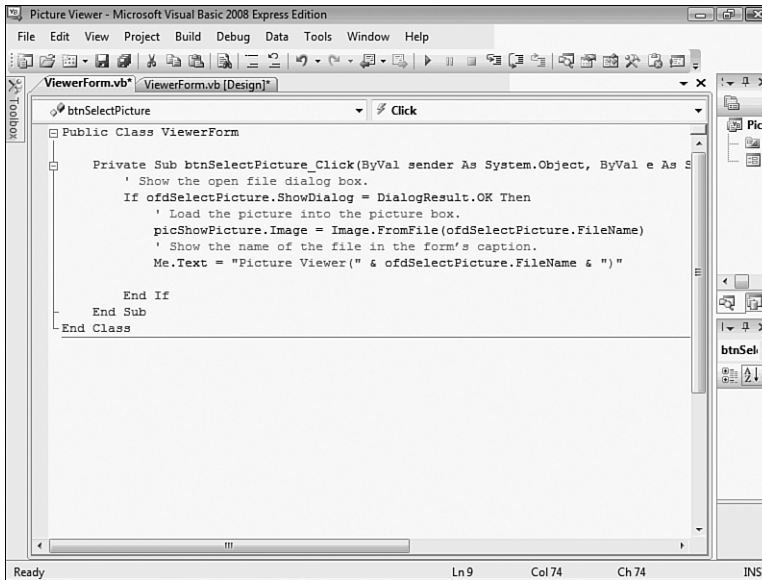 Picture Viewer - Microsoft Visual Basic 2008 Express Edition
File Edit View Project Build Debug Data Tools Window Help
Toolbox
ViewerForm.vb* ViewerForm.vb [Design]*
btnSelectPicture Click
Public Class ViewerForm
Private Sub btnSelectPicture_Click(ByVal sender As System.Object, ByVal e As S
' Show the open file dialog box.
If ofdSelectPicture.ShowDialog = DialogResult.OK Then
' Load the picture into the picture box.
picShowPicture.Image = Image.FromFile(ofdSelectPicture.FileName)
' Show the name of the file in the form's caption.
Me.Text = "Picture Viewer(" & ofdSelectPicture.FileName & ")"
End If
End Sub
End Class
Pic
btnSel
Ready Ln 9 Col 74 Ch 74 INS